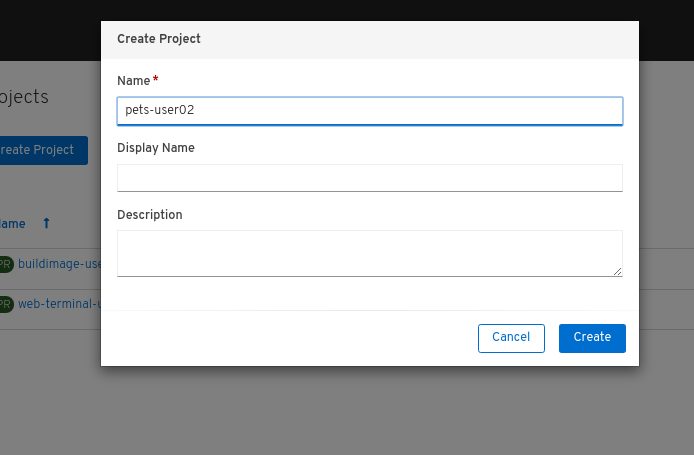 Create Project
Name *
pets-user02
Display Name
Description
Cancel
Create
ojects
reate Project
ame ↑
PR buildimage-use
PR web-terminal-u